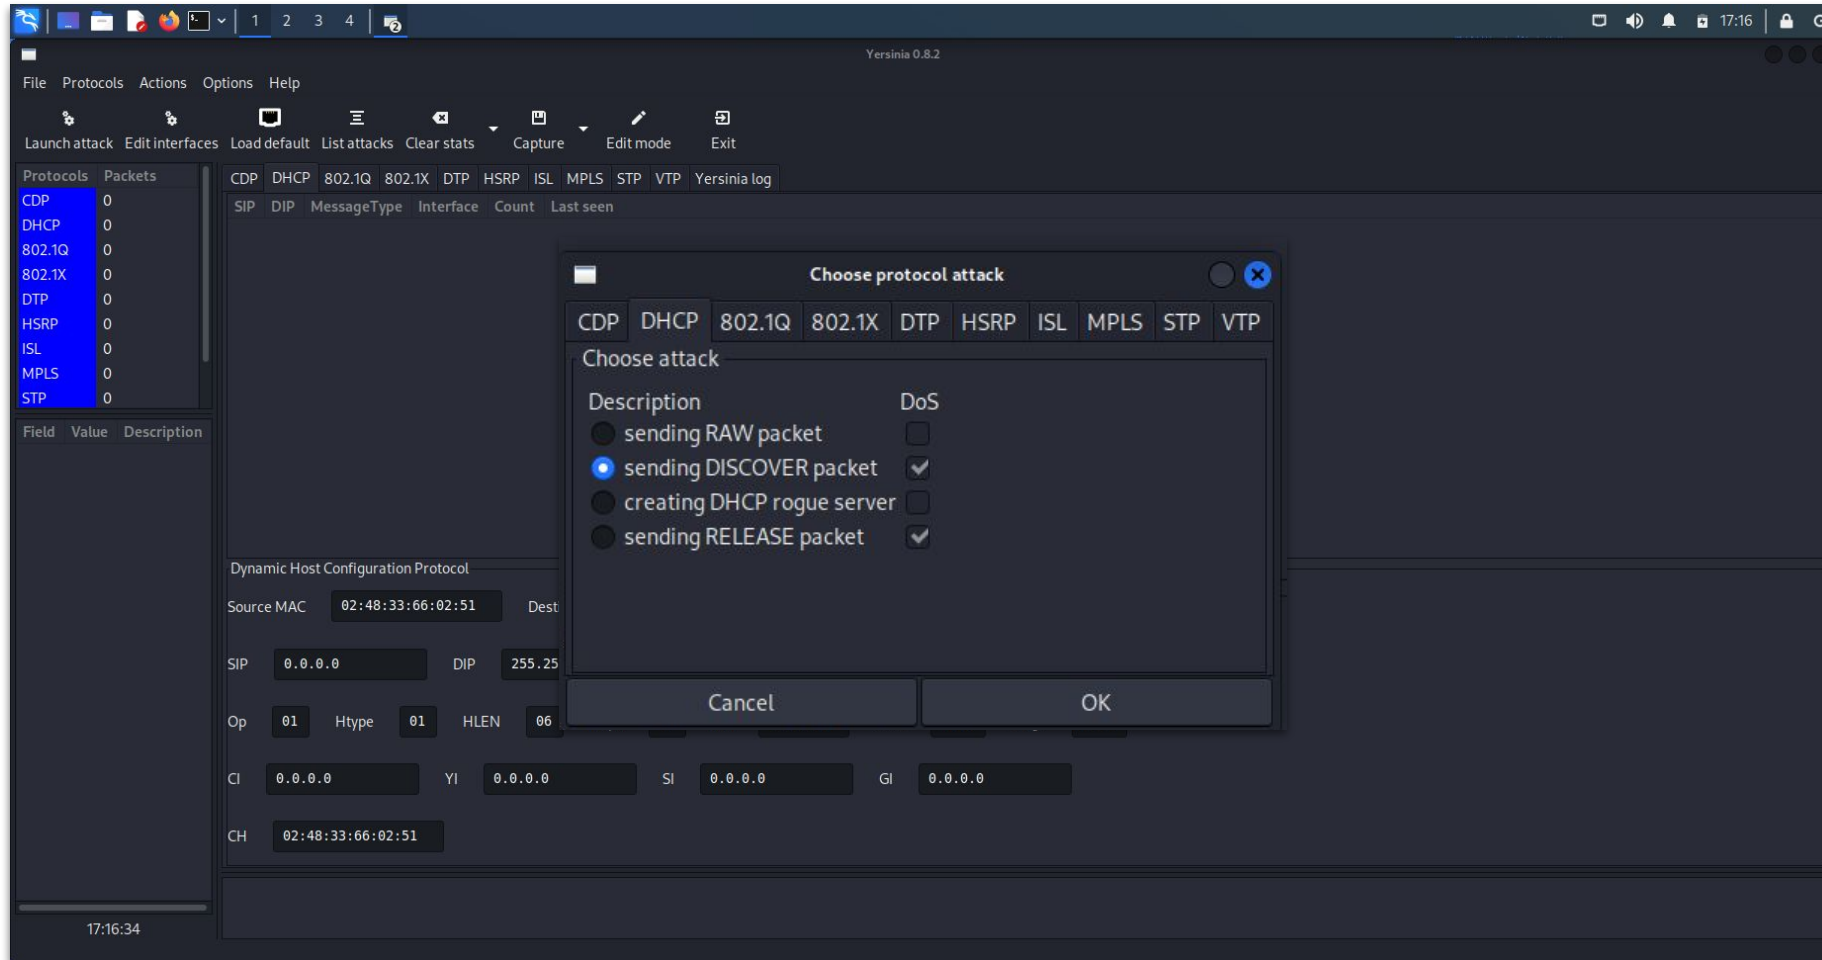 1 2 3 4 2 17:16
Yersinia 0.8.2
File Protocols Actions Options Help
Launch attack Edit interfaces Load default List attacks Clear stats Capture Edit mode Exit
Protocols Packets
CDP 0
DHCP 0
802.1Q 0
802.1X 0
DTP 0
HSRP 0
ISL 0
MPLS 0
STP 0
Field Value Description
17:16:34
CDP DHCP 802.1Q 802.1X DTP HSRP ISL MPLS STP VTP Yersinia log
SIP DIP MessageType Interface Count Last seen
Choose protocol attack
CDP DHCP 802.1Q 802.1X DTP HSRP ISL MPLS STP VTP
Choose attack
Description DoS
sending RAW packet
sending DISCOVER packet
creating DHCP rogue server
sending RELEASE packet
Cancel OK
Dynamic Host Configuration Protocol
Source MAC 02:48:33:66:02:51 Dest
SIP 0.0.0.0 DIP 255.25
Op 01 Htype 01 HLEN 06
CI 0.0.0.0 YI 0.0.0.0 SI 0.0.0.0 GI 0.0.0.0
CH 02:48:33:66:02:51